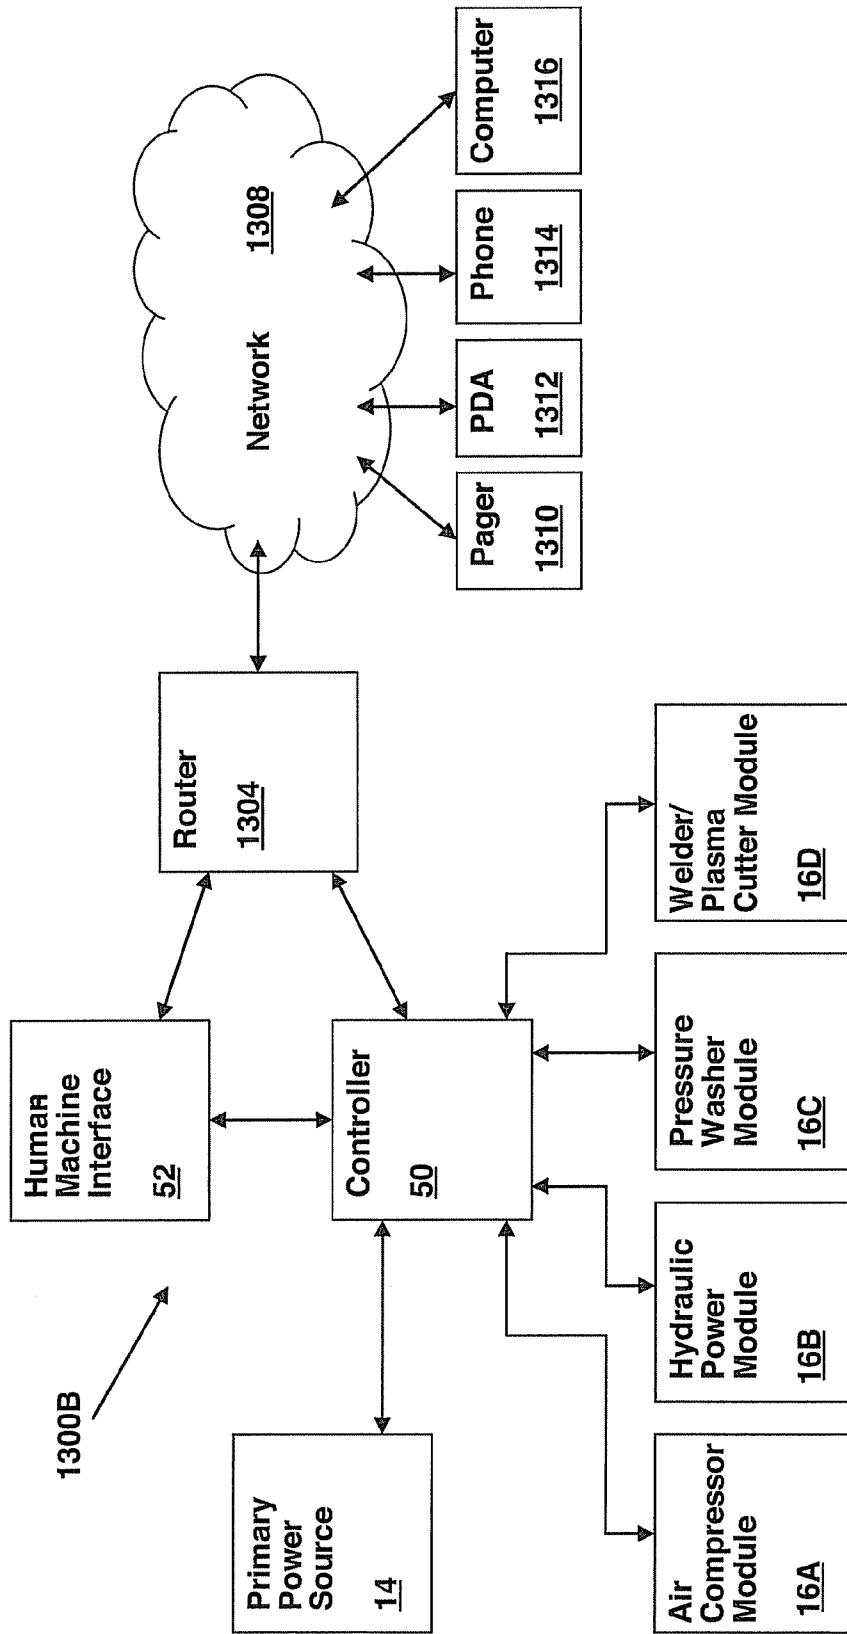 1300B
Human
Machine
Interface
52
Router
1304
Network
1308
Primary
Power
Source
14
Controller
50
Pager
1310
PDA
1312
Phone
1314
Computer
1316
Air
Compressor
Module
16A
Hydraulic
Power
Module
16B
Pressure
Washer
Module
16C
Welder/
Plasma
Cutter Module
16D